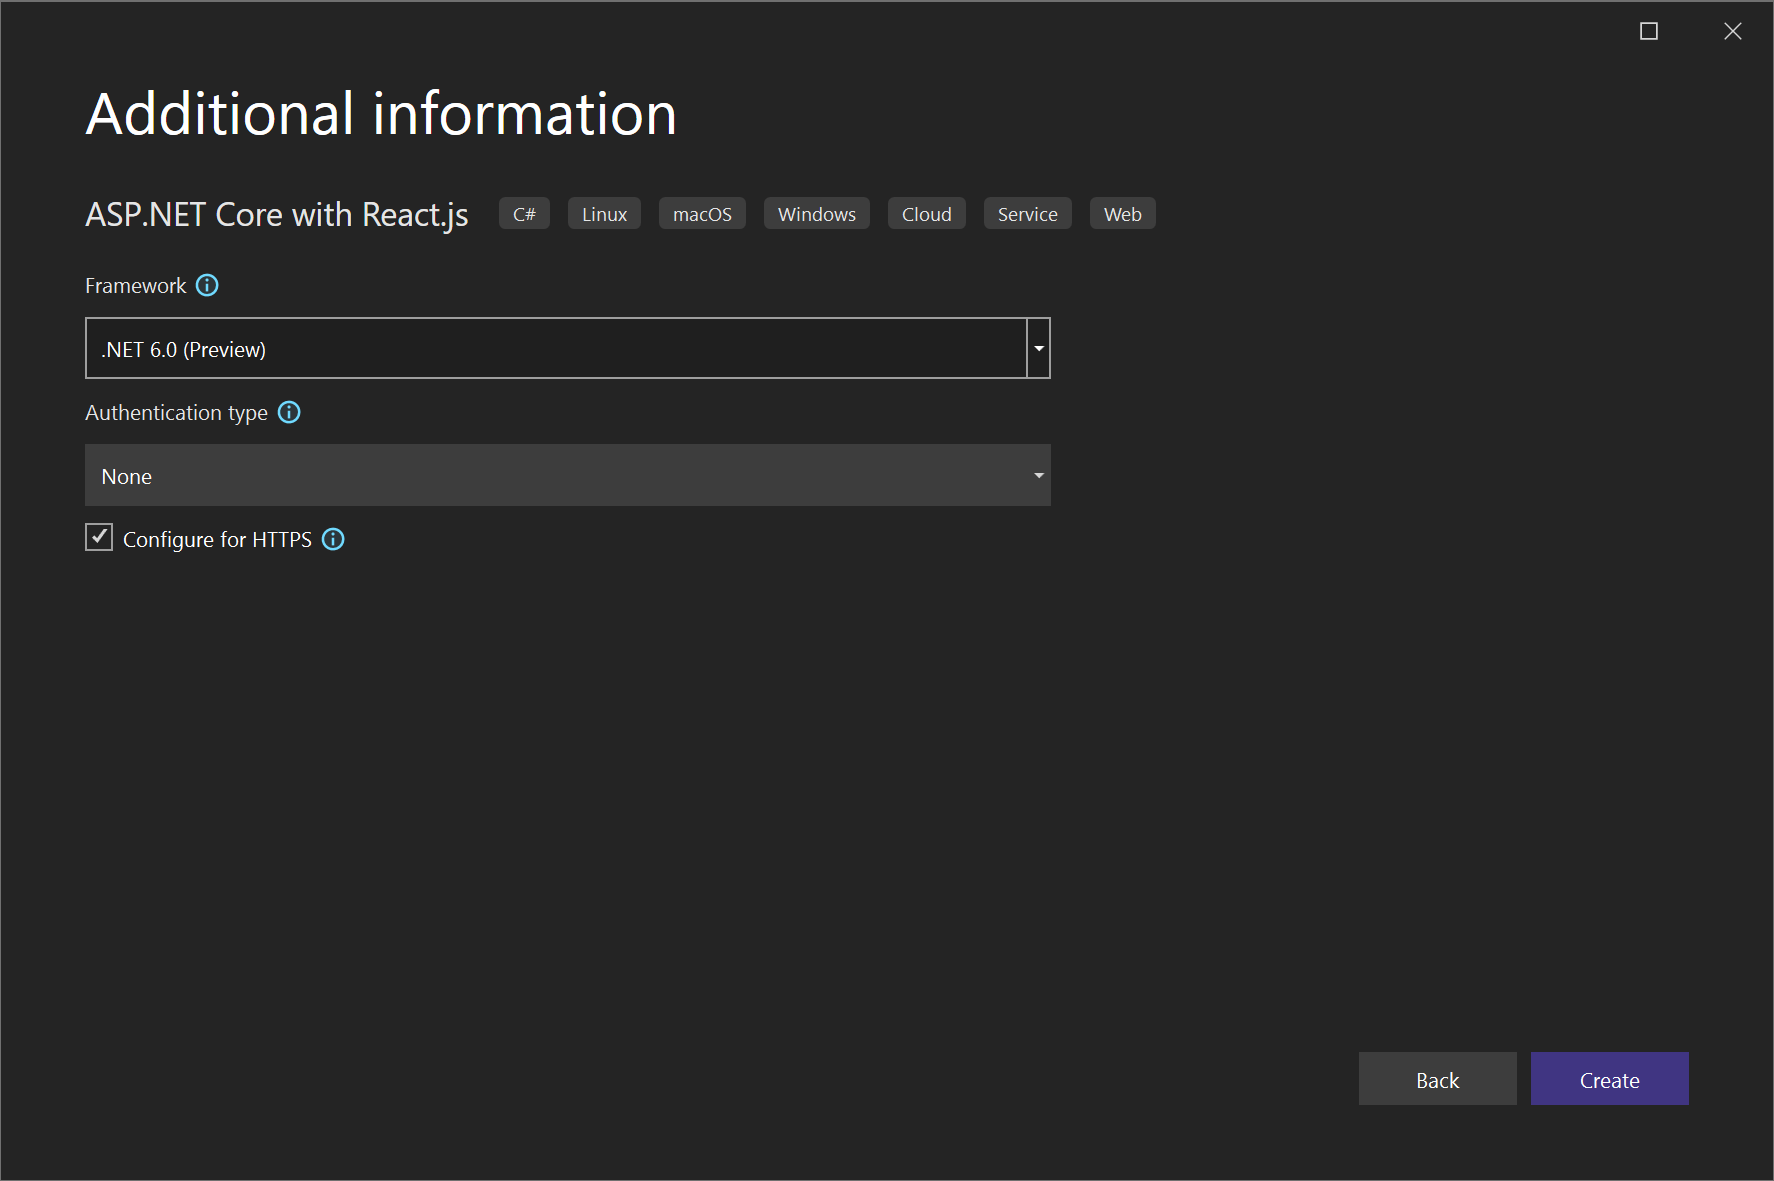 Additional information
ASP.NET Core with React.js C# Linux macOS Windows Cloud Service Web
Framework
.NET 6.0 (Preview)
Authentication type
None
Configure for HTTPS
Back Create